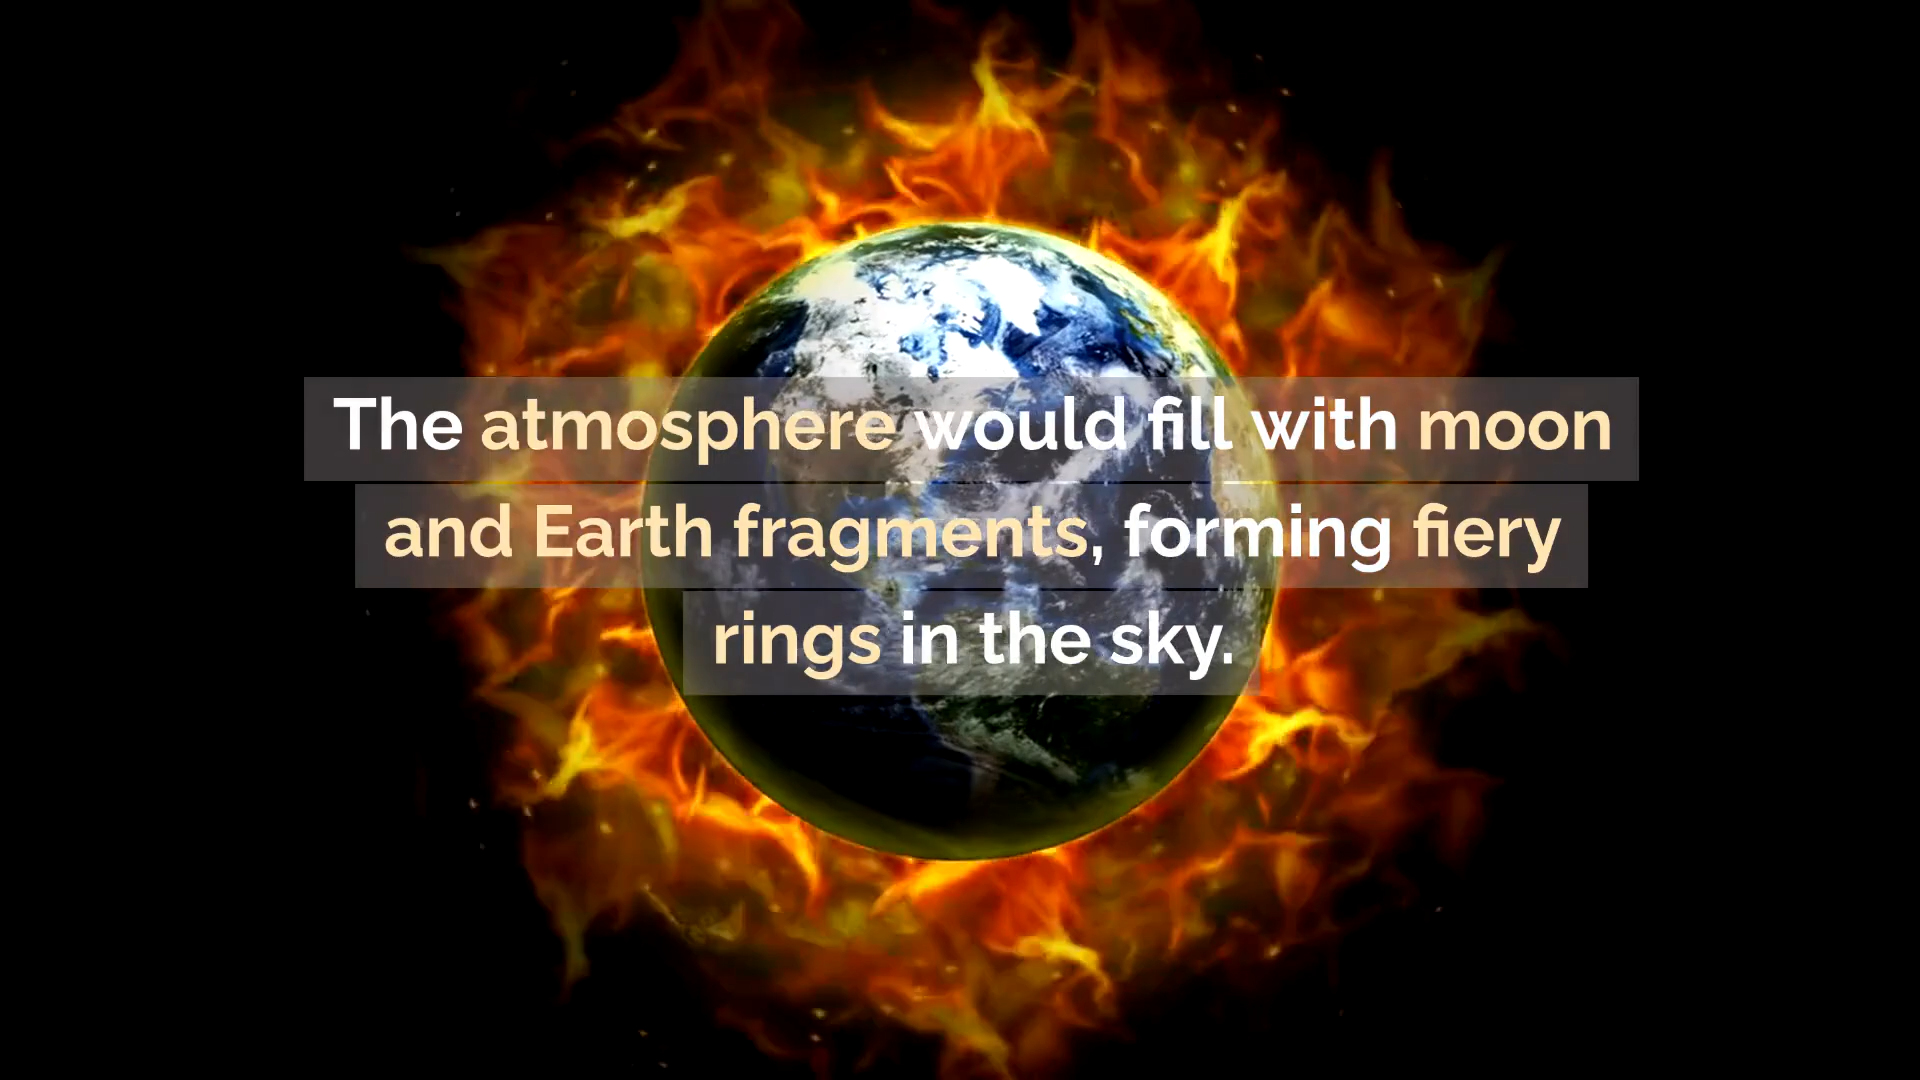 The atmosphere would fill with moon
and Earth fragments, forming fiery
rings in the sky.